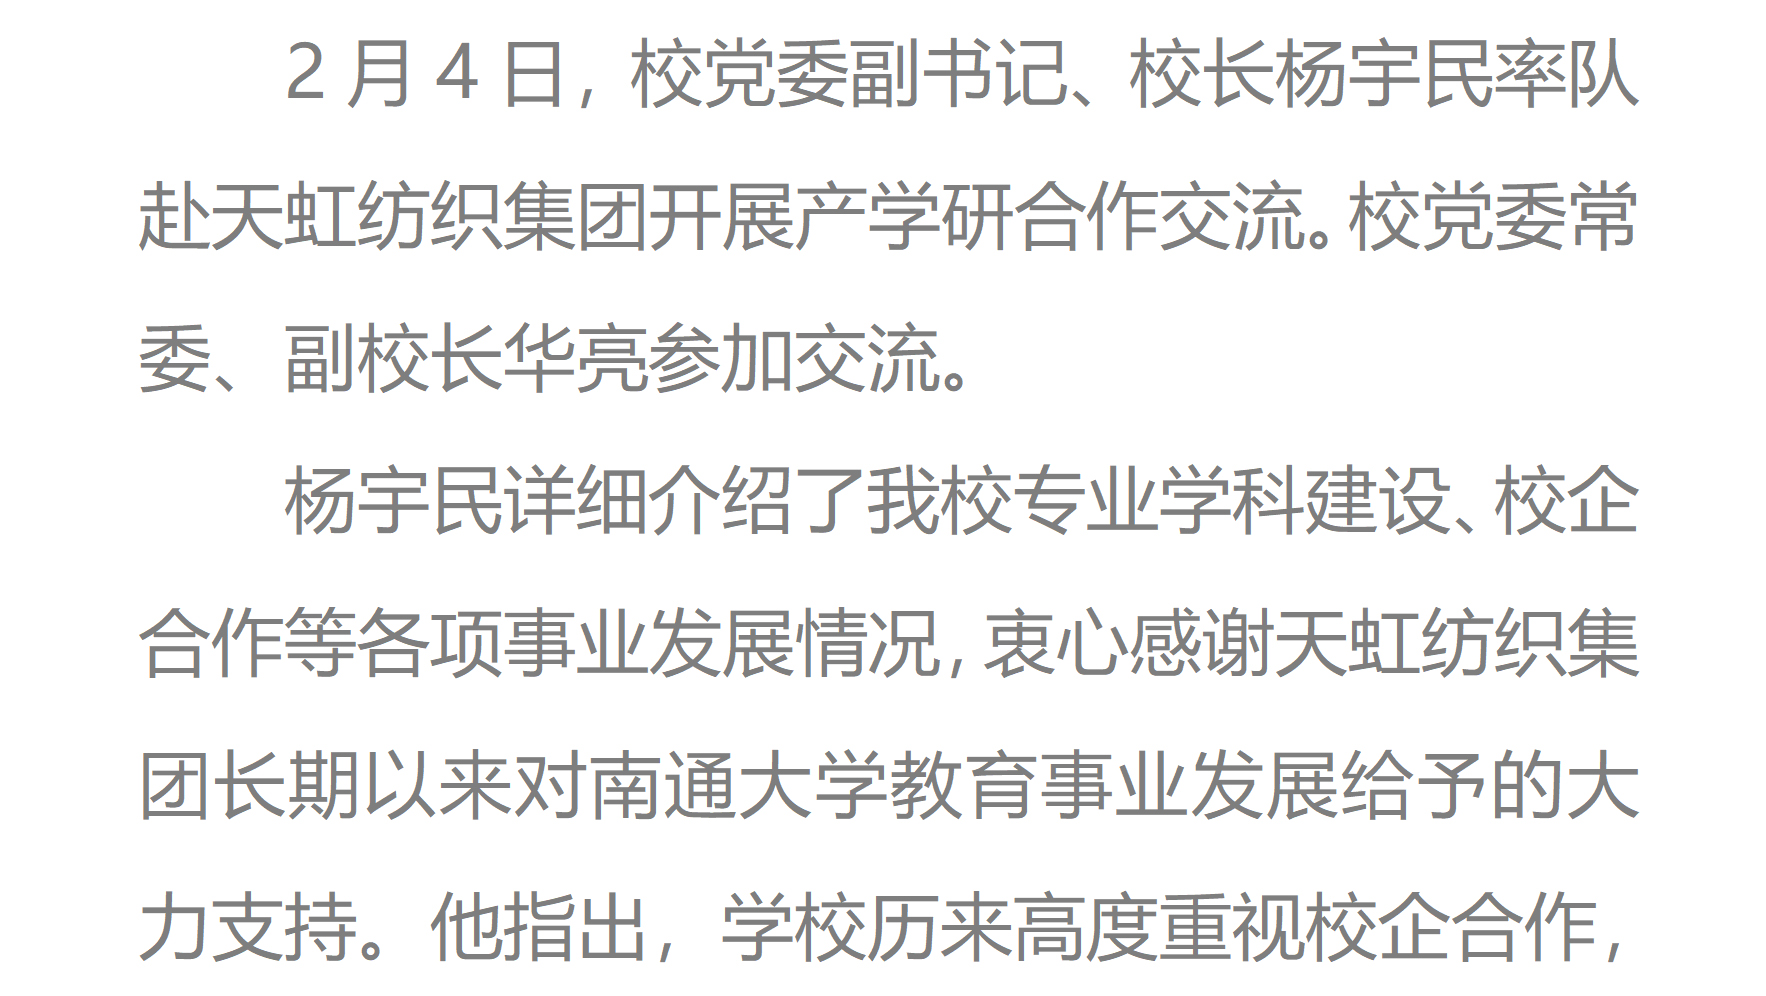 2 月 4 日，校党委副书记、校长杨宇民率队
赴天虹纺织集团开展产学研合作交流。校党委常
委、副校长华亮参加交流。
杨宇民详细介绍了我校专业学科建设、校企
合作等各项事业发展情况，衷心感谢天虹纺织集
团长期以来对南通大学教育事业发展给予的大
力支持。他指出，学校历来高度重视校企合作，